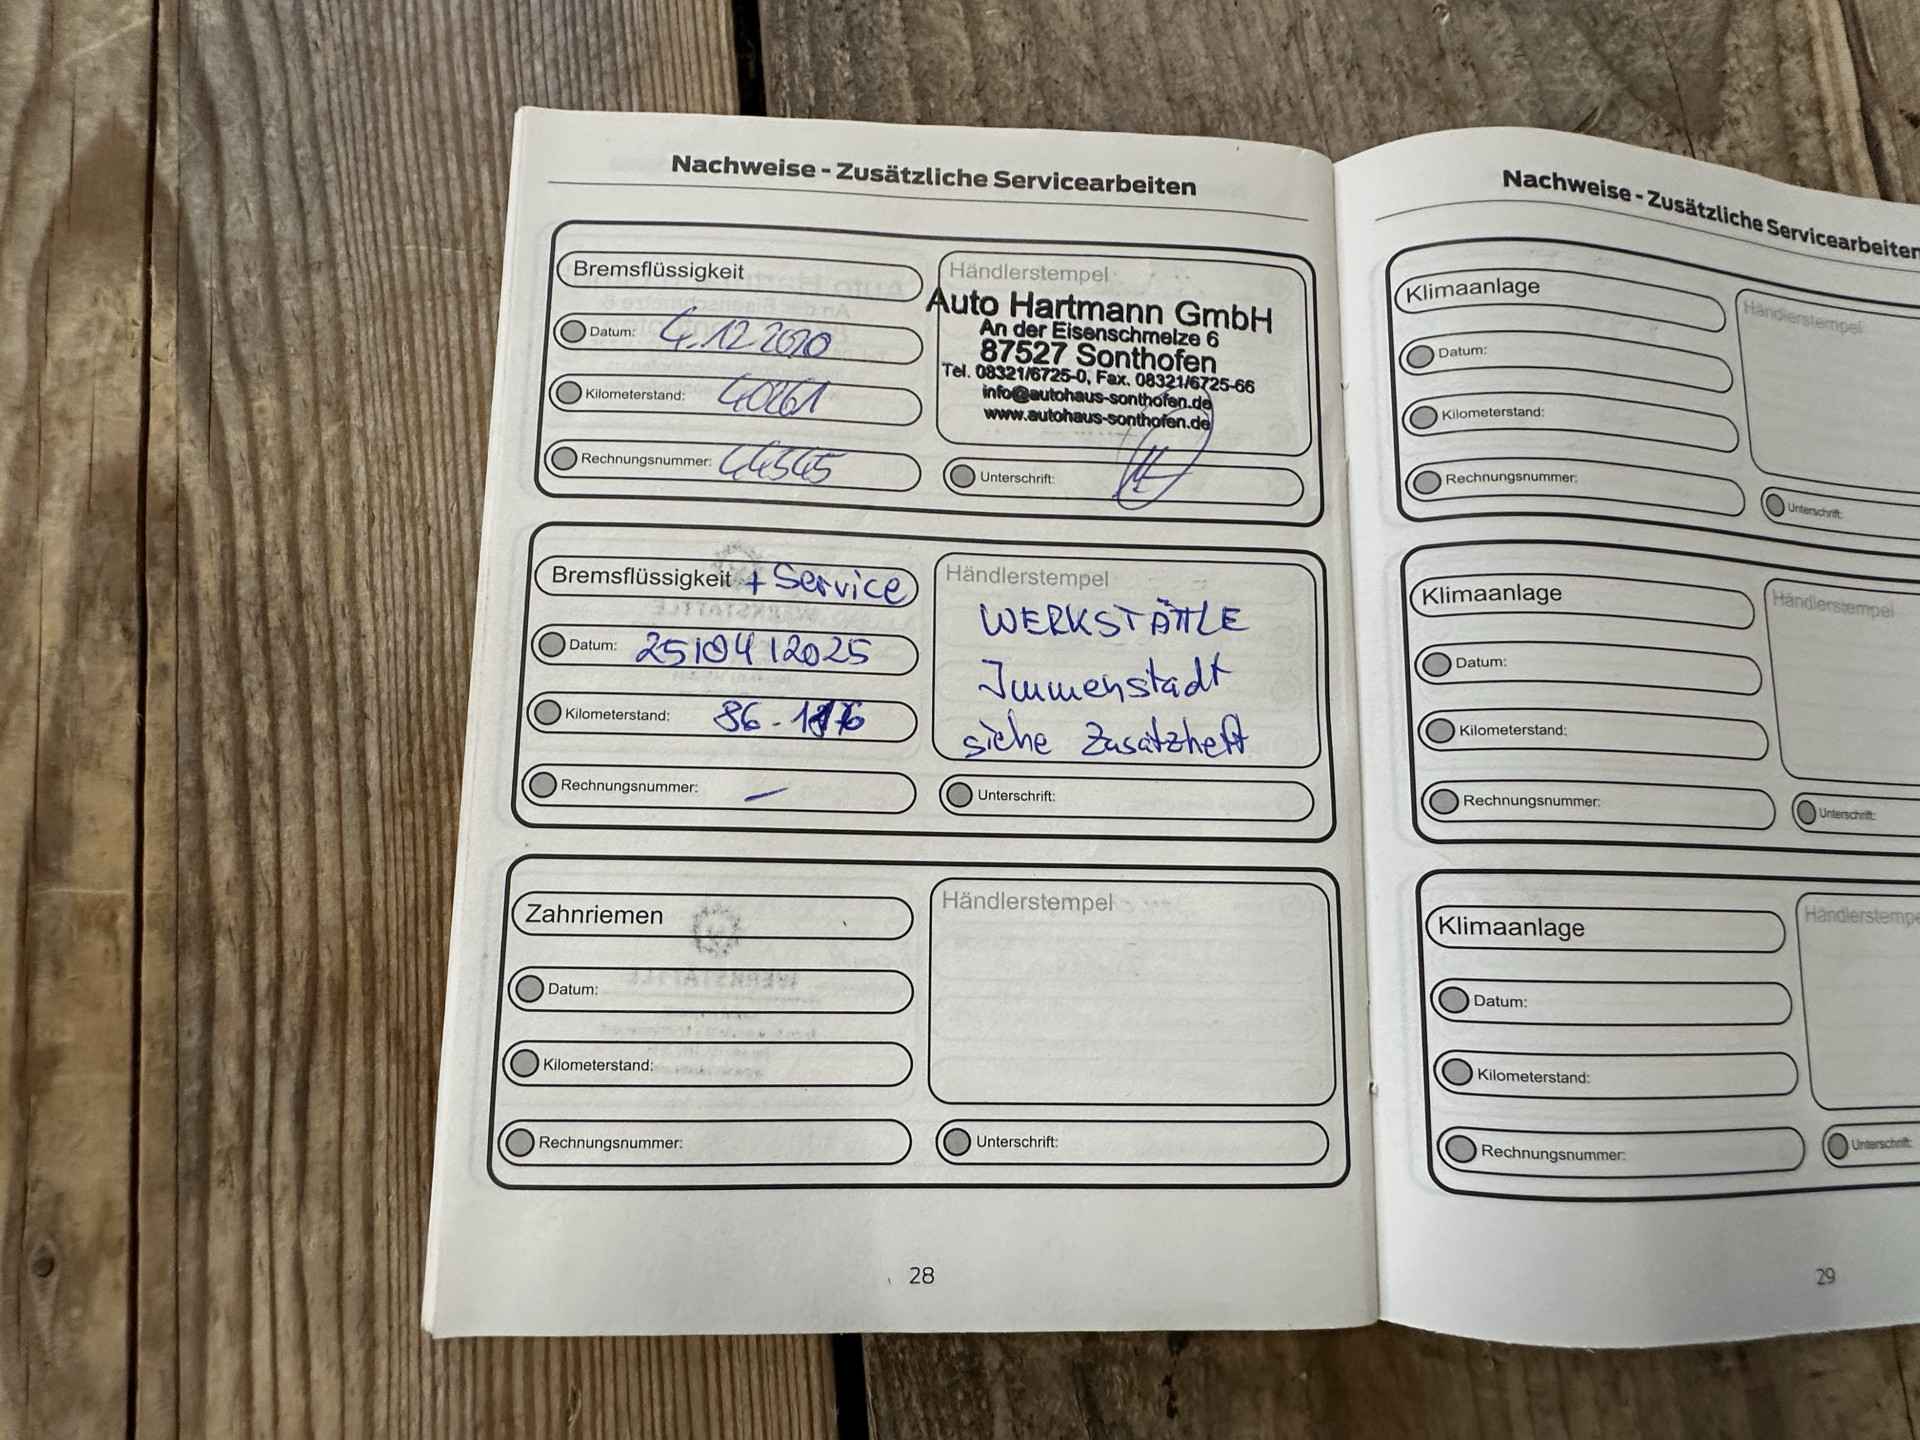 Nachweise - Zusätzliche Servicearbeiten
Bremsflüssigkeit
Datum: 4.12.2020
Kilometerstand: 40261
Rechnungsnummer: 44545
Händlerstempel
Auto Hartmann GmbH
An der Eisenschmelze 6
87527 Sonthofen
Tel. 08321/6725-0, Fax. 08321/6725-66
info@autohaus-sonthofen.de
www.autohaus-sonthofen.de
Unterschrift:
Bremsflüssigkeit + Service
Datum: 25/04/2025
Kilometerstand:
Rechnungsnummer: –
Händlerstempel
WERKSTÄTTLE
Immenstadt
siehe Zusatzheft
Unterschrift:
Zahnriemen
Datum:
Kilometerstand:
Rechnungsnummer:
Händlerstempel
Unterschrift:
28
Nachweise - Zusätzliche Servicearbeiten
Klimaanlage
Datum:
Kilometerstand:
Rechnungsnummer:
Händlerstempel
Unterschrift:
Klimaanlage
Datum:
Kilometerstand:
Rechnungsnummer:
Händlerstempel
Unterschrift:
Klimaanlage
Datum:
Kilometerstand:
Rechnungsnummer:
Händlerstempe
Unterschrift:
29